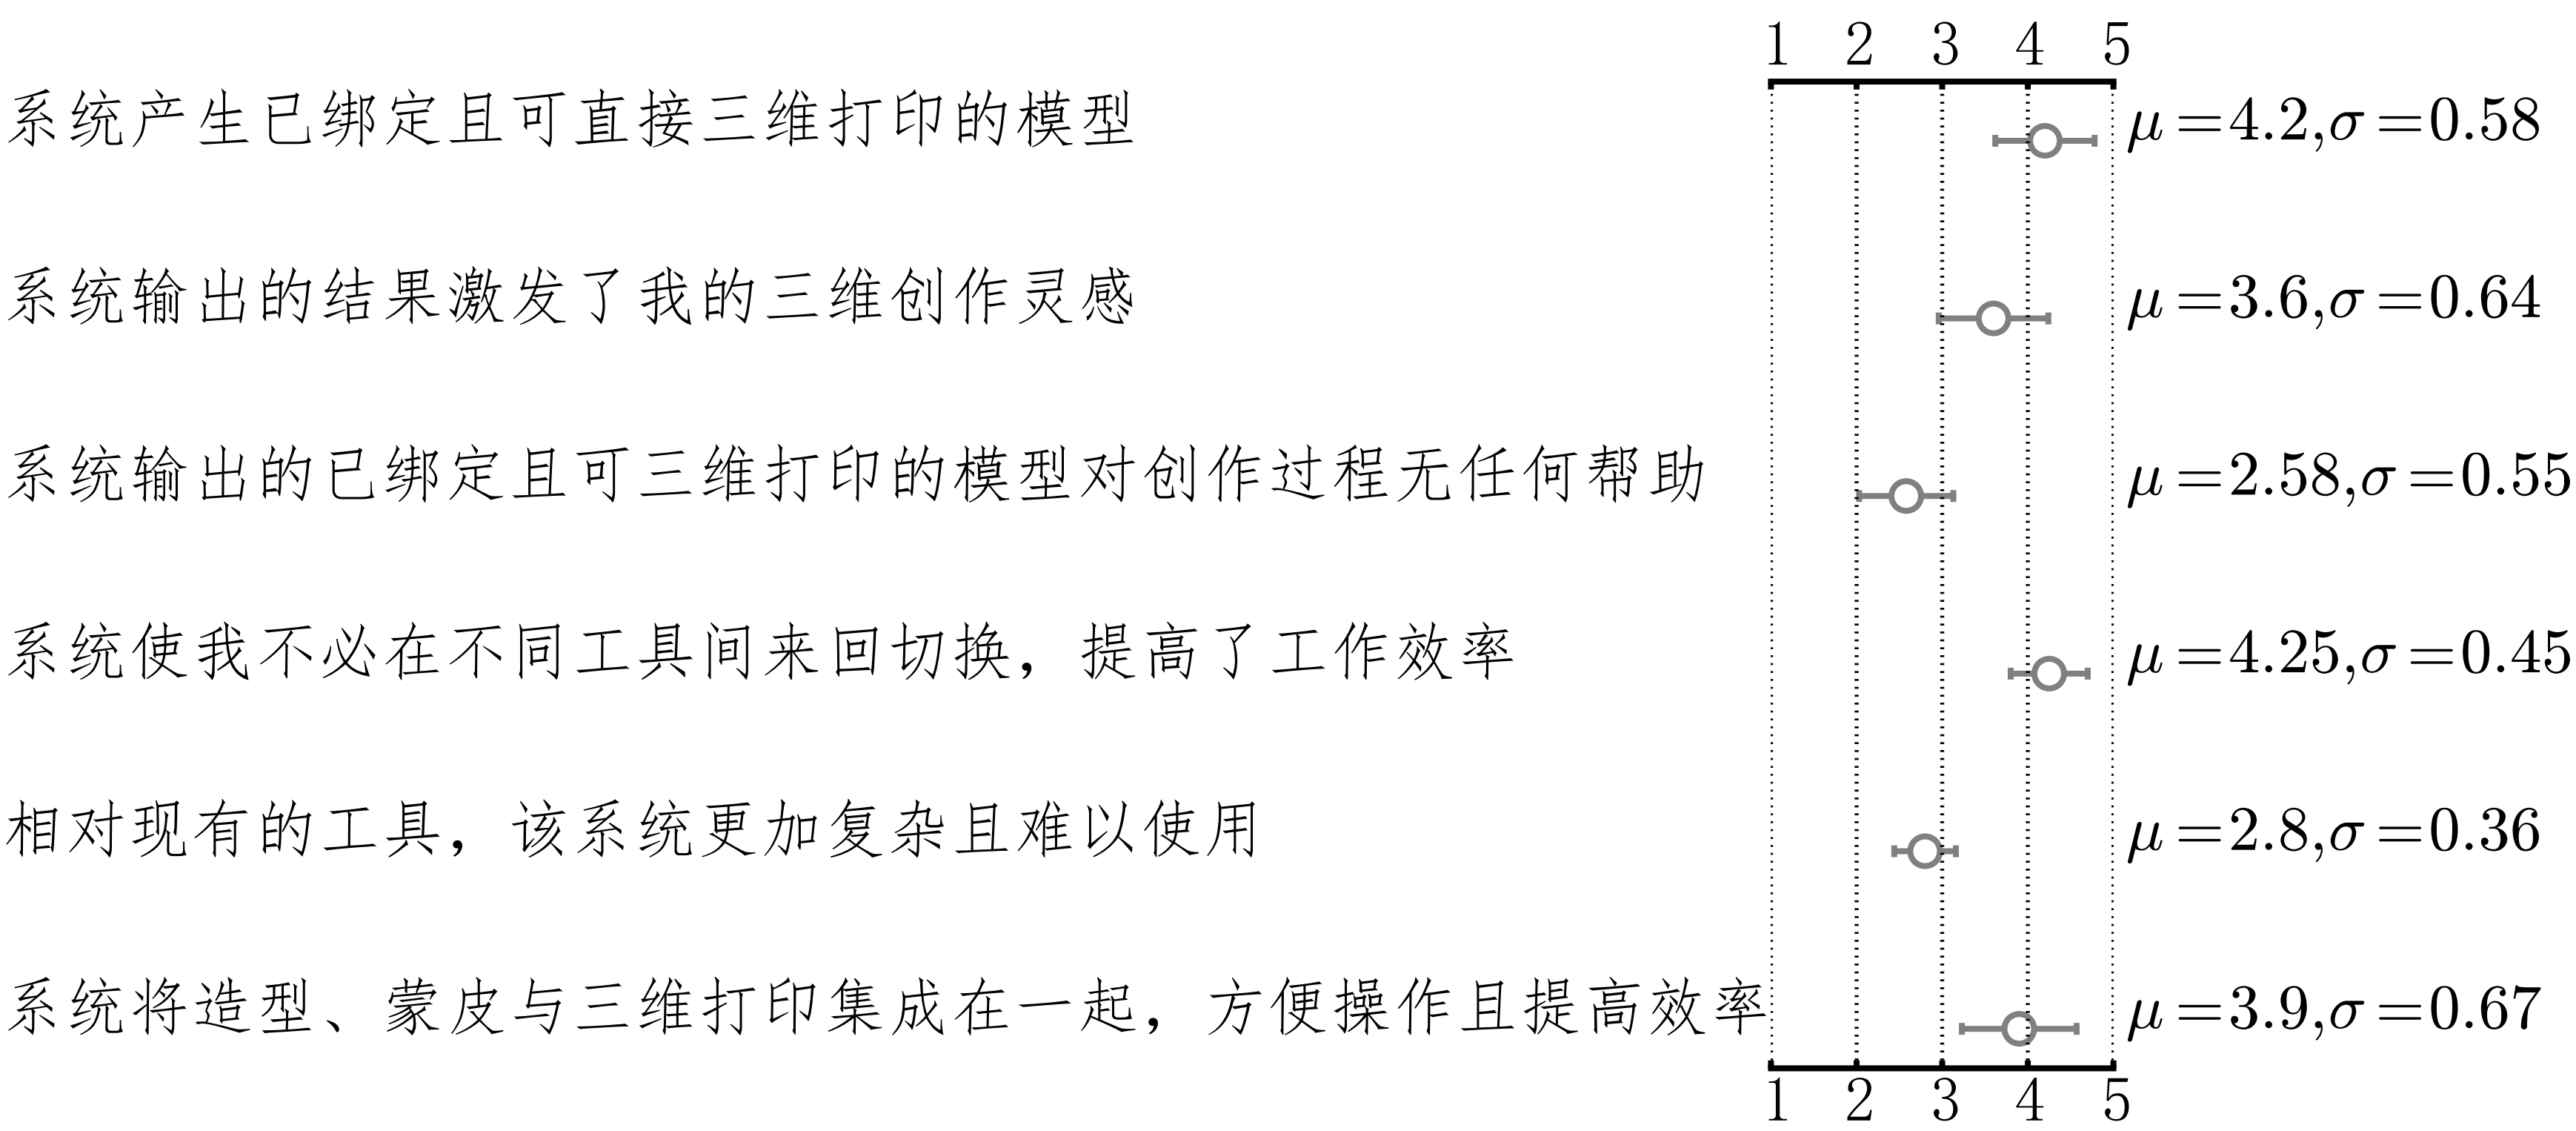 1 2 3 4 5
系统产生已绑定且可直接三维打印的模型 μ=4.2,σ=0.58
系统输出的结果激发了我的三维创作灵感 μ=3.6,σ=0.64
系统输出的已绑定且可三维打印的模型对创作过程无任何帮助 μ=2.58,σ=0.55
系统使我不必在不同工具间来回切换，提高了工作效率 μ=4.25,σ=0.45
相对现有的工具，该系统更加复杂且难以使用 μ=2.8,σ=0.36
系统将造型、蒙皮与三维打印集成在一起，方便操作且提高效率 μ=3.9,σ=0.67
1 2 3 4 5